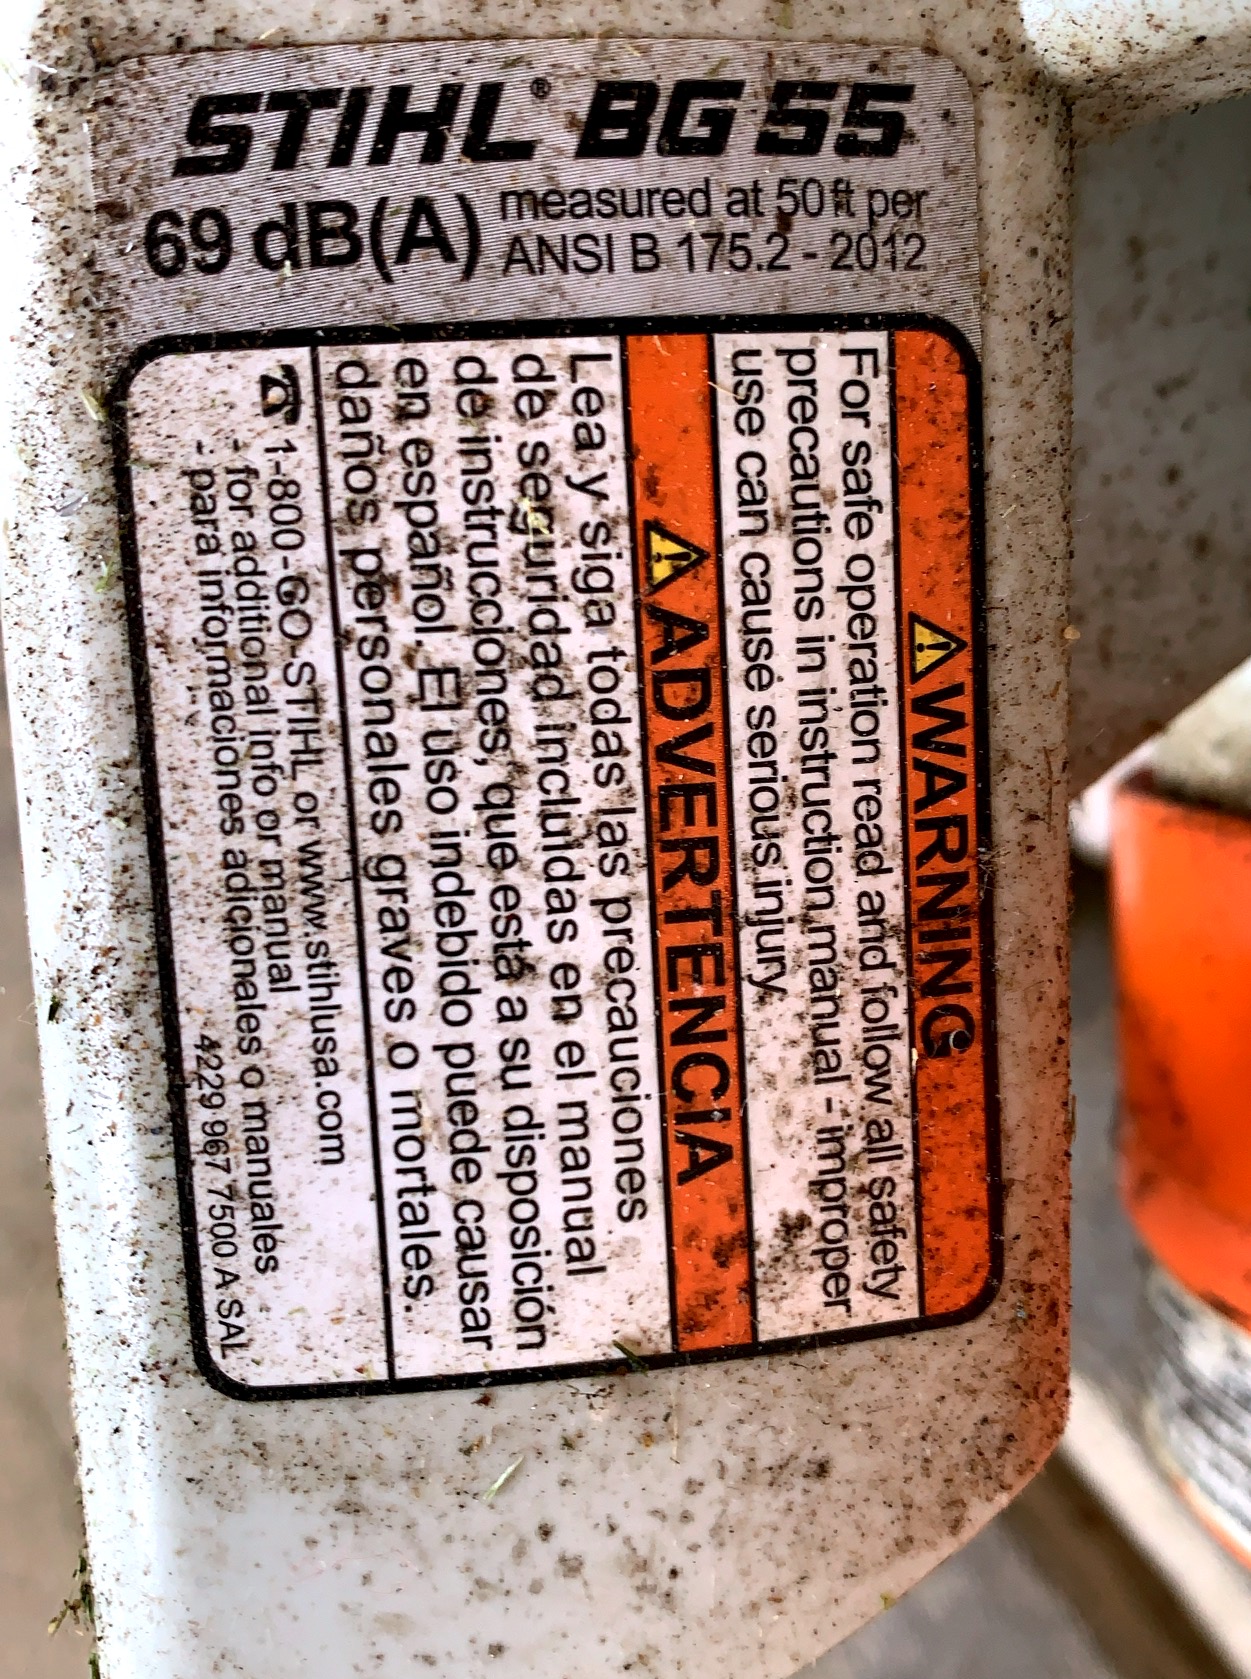 STIHL® BG 55
69 dB(A) measured at 50 ft per
ANSI B 175.2 - 2012
WARNING
For safe operation read and follow all safety
precautions in instruction manual - improper
use can cause serious injury.
ADVERTENCIA
Lea y siga todas las precauciones
de seguridad incluidas en el manual
de instrucciones, que está a su disposición
en español. El uso indebido puede causar
daños personales graves o mortales.
1-800-GO-STIHL or www.stihlusa.com
- for additional info or manual
- para informaciones adicionales o manuales
4229 967 7500 A SAL